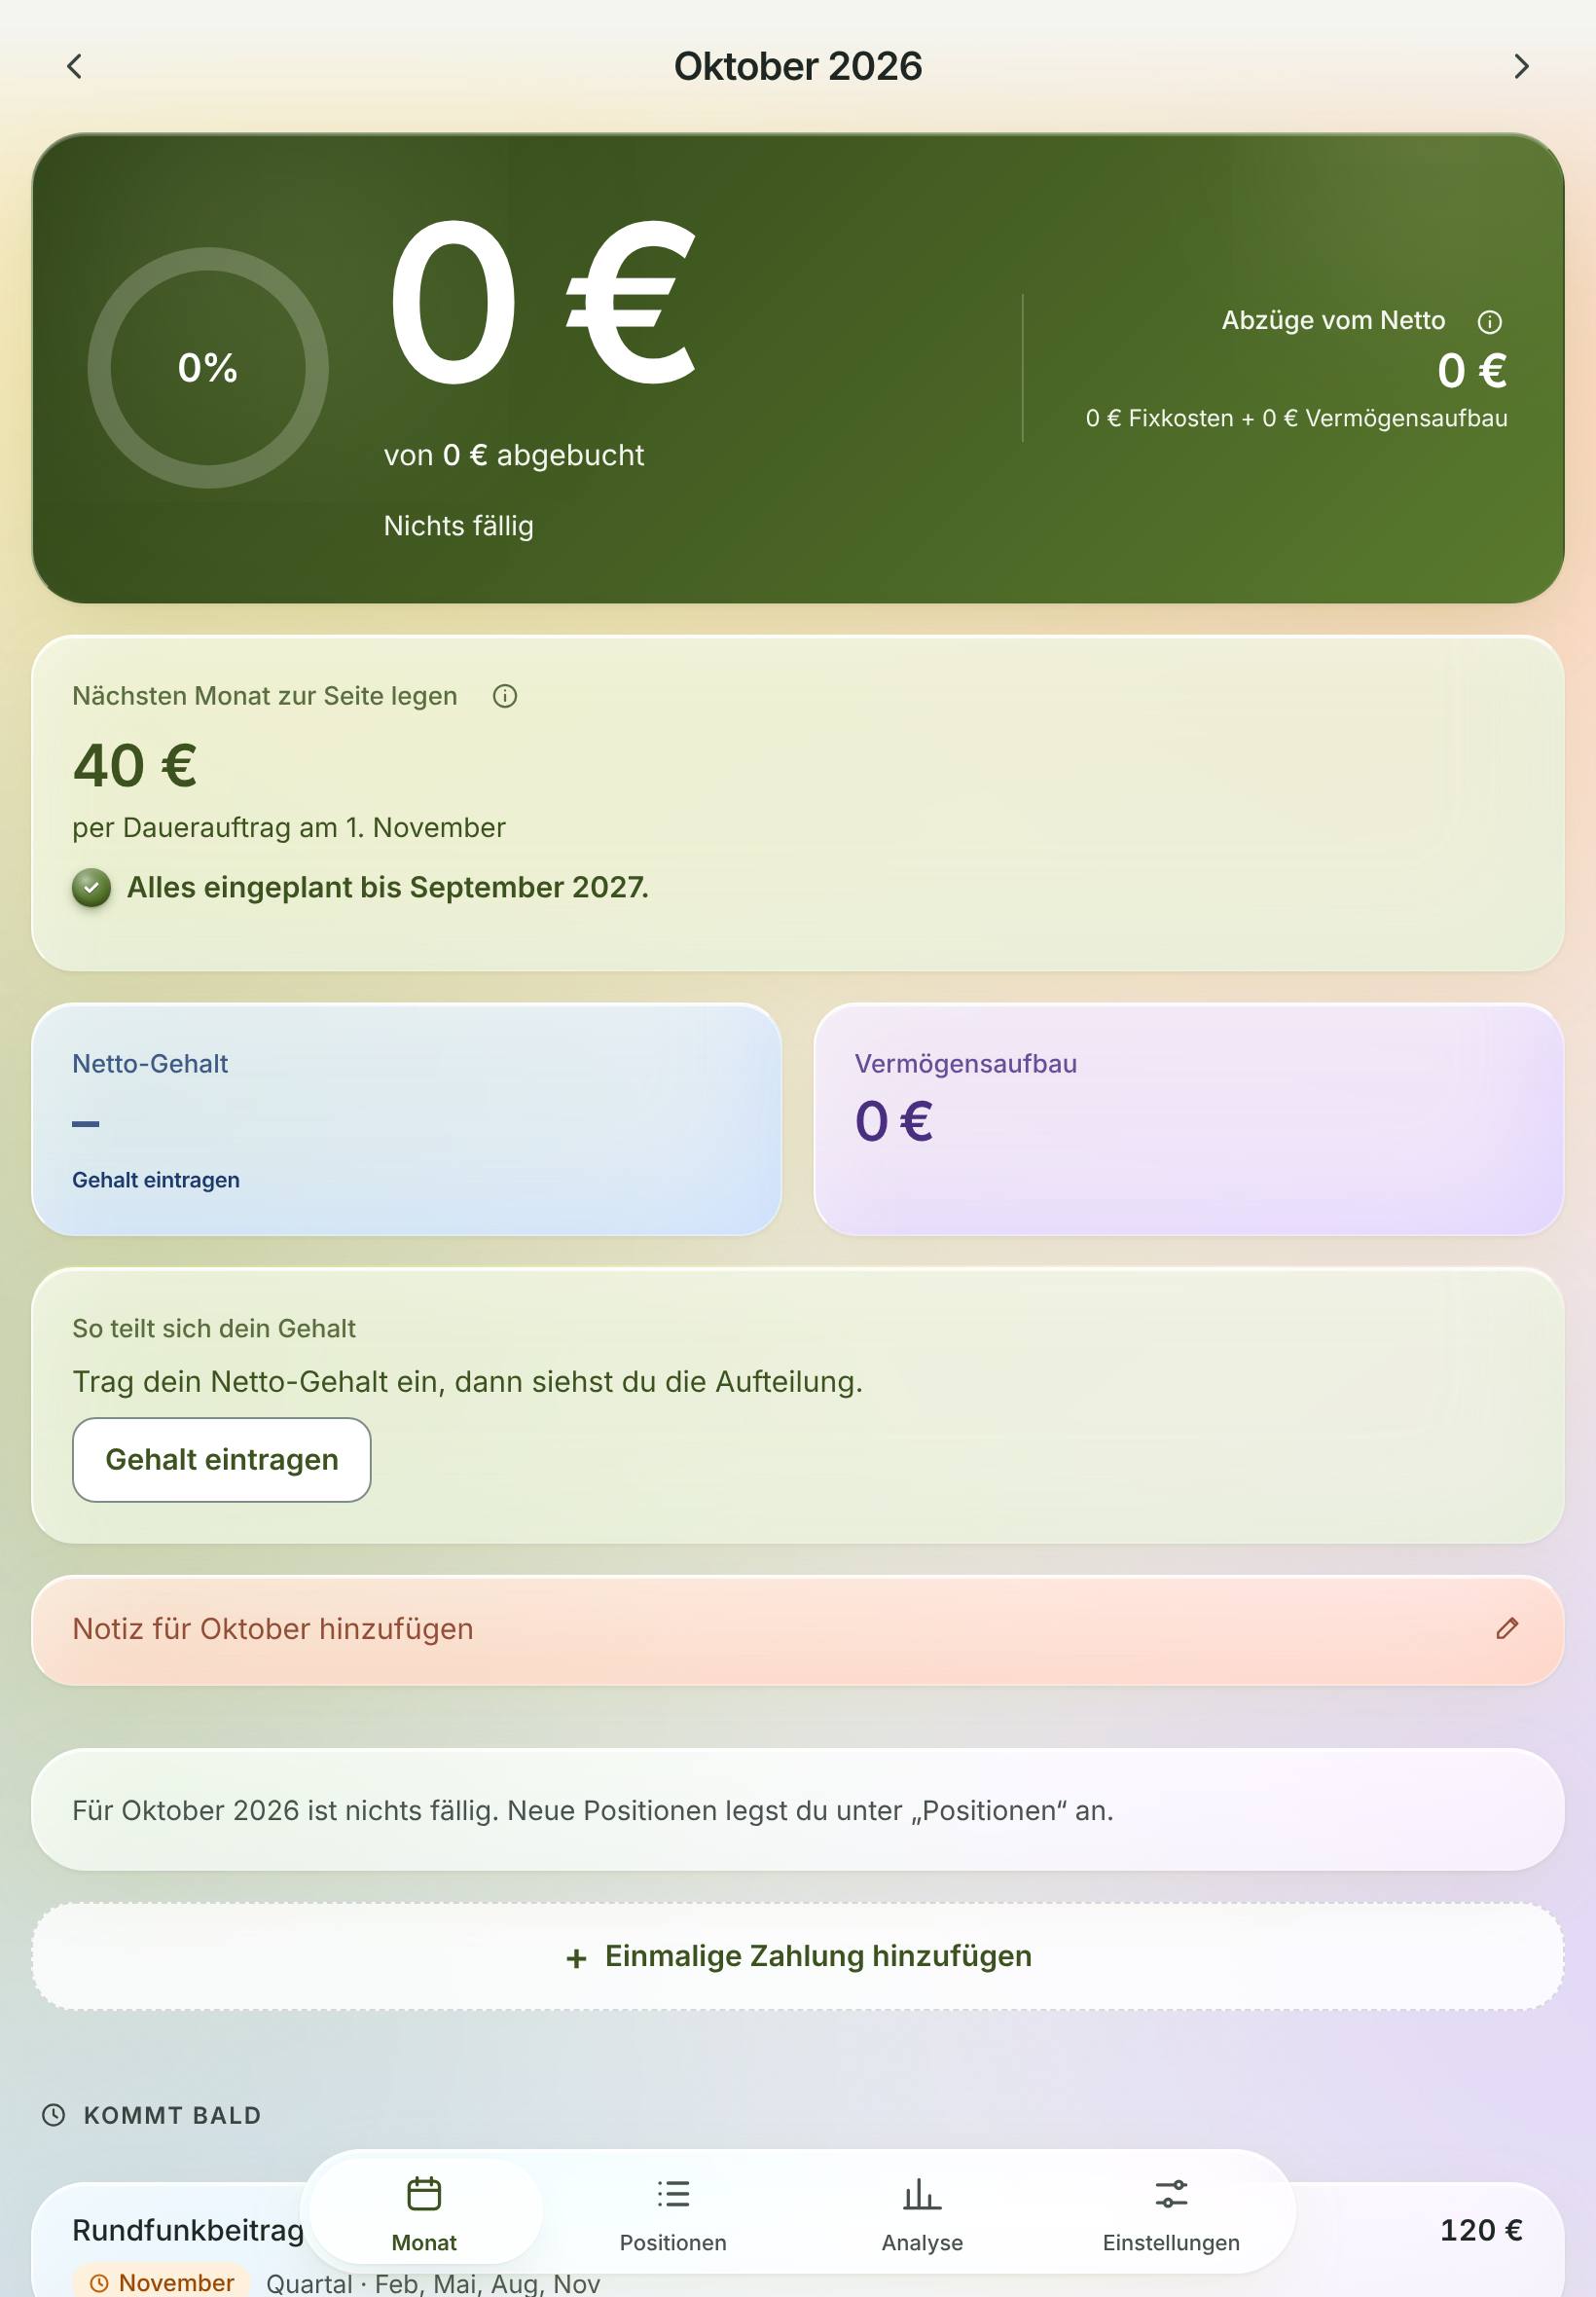 Oktober 2026
0%
0 €
von 0 € abgebucht
Nichts fällig
Abzüge vom Netto
0 €
0 € Fixkosten + 0 € Vermögensaufbau
Nächsten Monat zur Seite legen
40 €
per Dauerauftrag am 1. November
Alles eingeplant bis September 2027.
Netto-Gehalt
–
Gehalt eintragen
Vermögensaufbau
0 €
So teilt sich dein Gehalt
Trag dein Netto-Gehalt ein, dann siehst du die Aufteilung.
Gehalt eintragen
Notiz für Oktober hinzufügen
Für Oktober 2026 ist nichts fällig. Neue Positionen legst du unter „Positionen“ an.
+ Einmalige Zahlung hinzufügen
KOMMT BALD
Rundfunkbeitrag
120 €
November
Quartal · Feb, Mai, Aug, Nov
Monat
Positionen
Analyse
Einstellungen